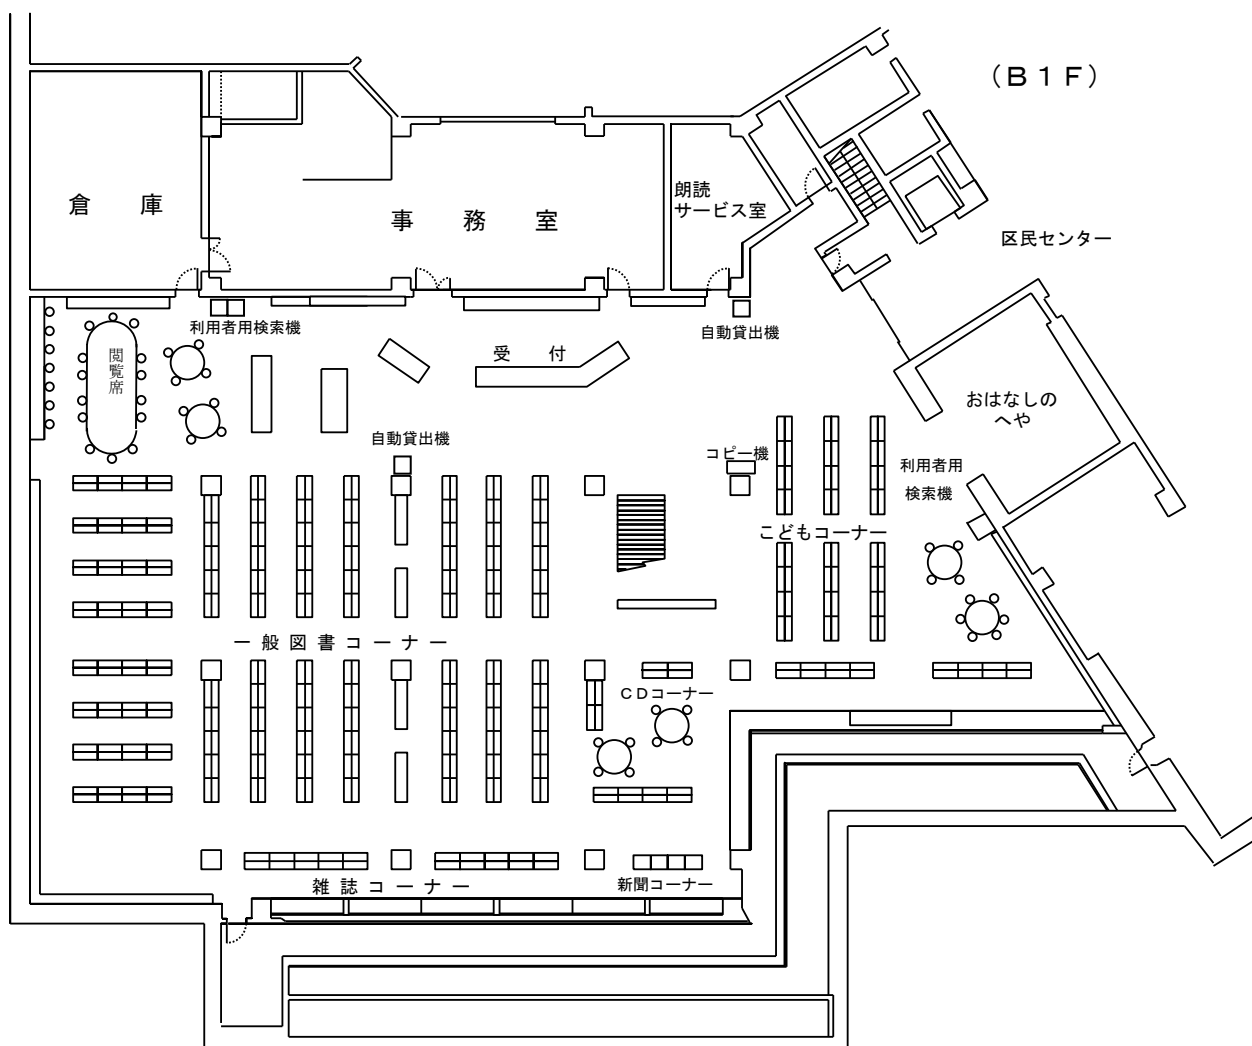 （Ｂ１Ｆ）
倉　庫
事　務　室
朗読
サービス室
区民センター
利用者用検索機
自動貸出機
受　付
閲覧席
おはなしの
へや
自動貸出機
コピー機
利用者用
検索機
こどもコーナー
一般図書コーナー
ＣＤコーナー
雑誌コーナー
新聞コーナー